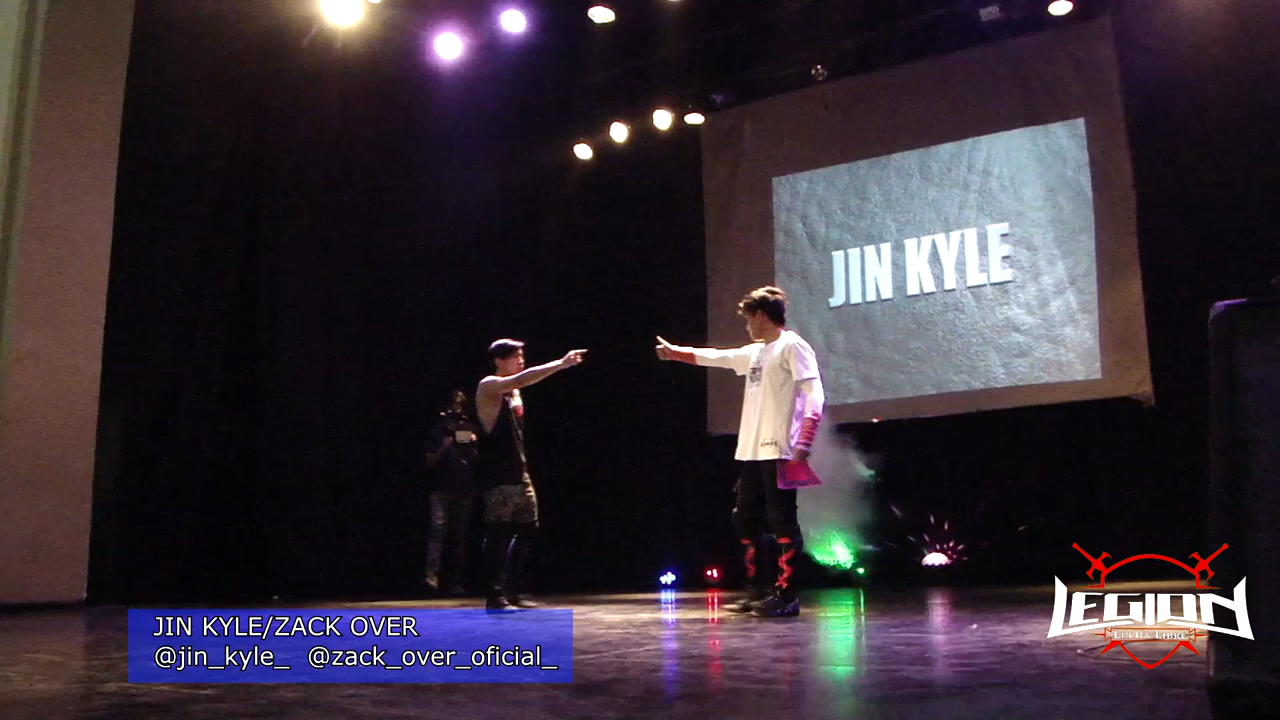 JIN KYLE
JIN KYLE/ZACK OVER
@jin_kyle_ @zack_over_oficial_
LEGION
LUCHA LIBRE